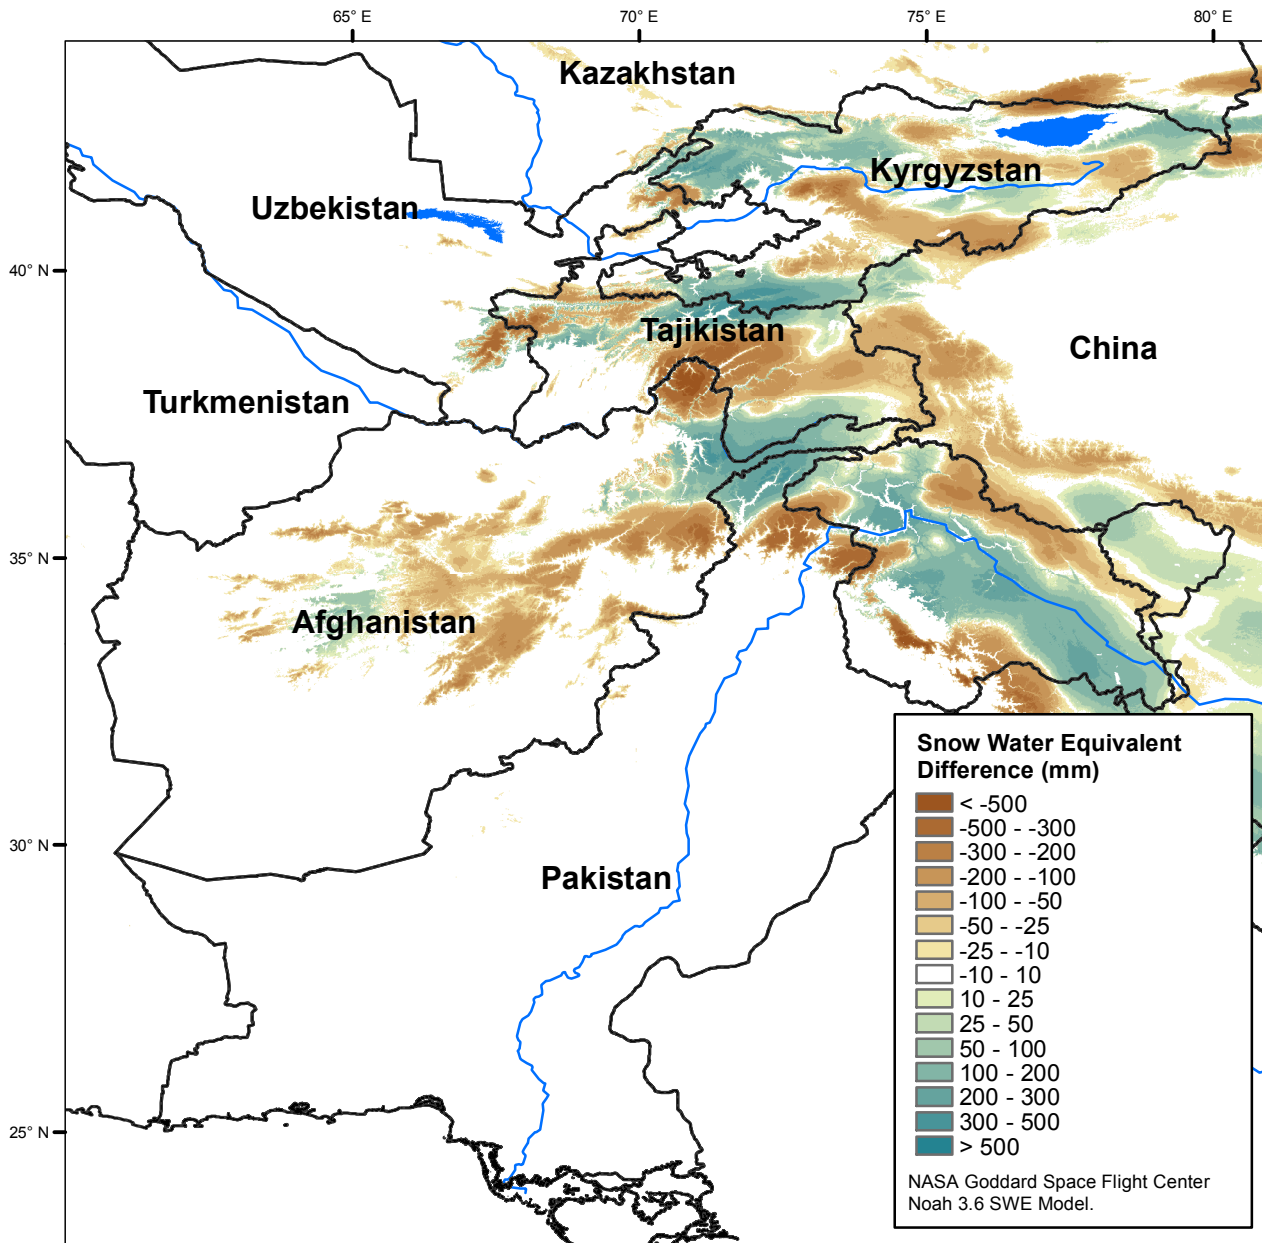 65° E
70° E
75° E
80° E
Kazakhstan
Kyrgyzstan
Uzbekistan
40° N
Tajikistan
China
Turkmenistan
35° N
Afghanistan
Snow Water Equivalent
Difference (mm)
< -500
-500 - -300
-300 - -200
-200 - -100
-100 - -50
-50 - -25
-25 - -10
-10 - 10
10 - 25
25 - 50
50 - 100
100 - 200
200 - 300
300 - 500
> 500
30° N
Pakistan
25° N
NASA Goddard Space Flight Center
Noah 3.6 SWE Model.